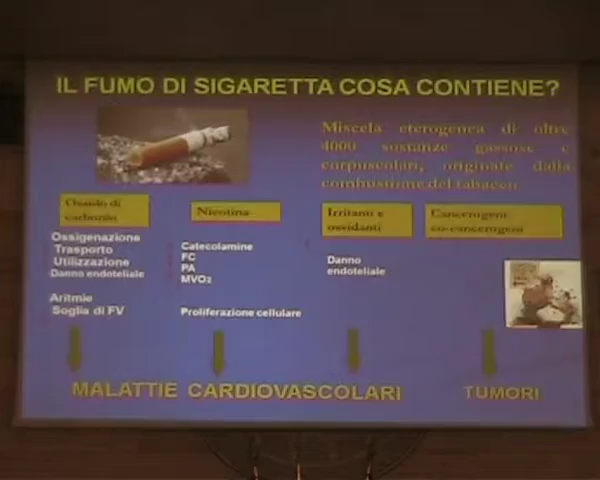 IL FUMO DI SIGARETTA COSA CONTIENE?
Miscela eterogenea di oltre
4000 sostanze gassose e
corpuscolari, originate dalla
combustione del tabacco
Ossido di
carbonio
Nicotina
Irritanti e
ossidanti
Cancerogeni
co-cancerogeni
Ossigenazione
Trasporto
Utilizzazione
Danno endoteliale
Catecolamine
FC
PA
MVO2
Danno
endoteliale
Aritmie
Soglia di FV
Proliferazione cellulare
MALATTIE CARDIOVASCOLARI
TUMORI